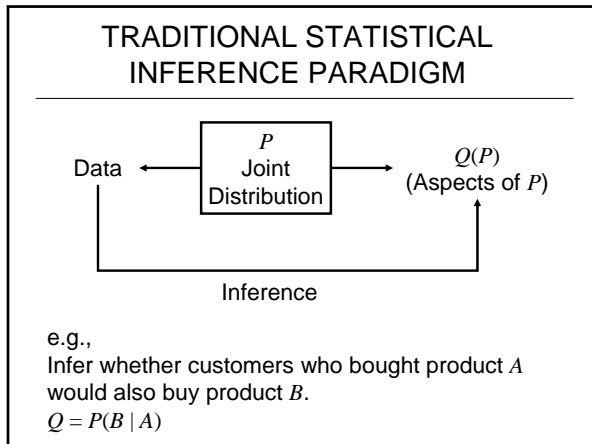 TRADITIONAL STATISTICAL
INFERENCE PARADIGM
Data
P
Joint
Distribution
Q(P)
(Aspects of P)
Inference
e.g.,
Infer whether customers who bought product A
would also buy product B.
Q = P(B | A)